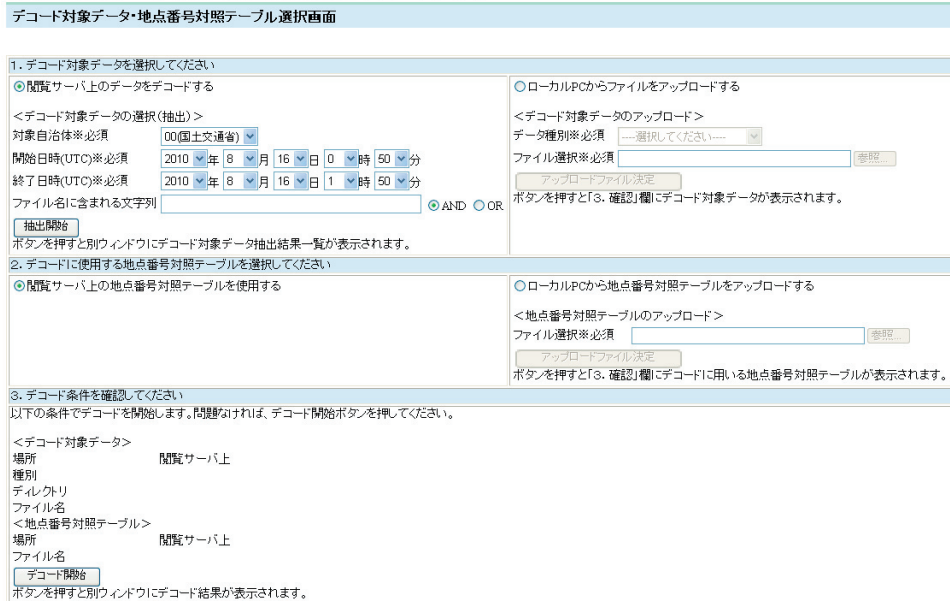 デコード対象データ・地点番号対照テーブル選択画面
1. デコード対象データを選択してください
閲覧サーバ上のデータをデコードする
<デコード対象データの選択(抽出)>
対象自治体※必須 00(国土交通省)
開始日時(UTC)※必須 2010 年 8 月 16 日 0 時 50 分
終了日時(UTC)※必須 2010 年 8 月 16 日 1 時 50 分
ファイル名に含まれる文字列 AND OR
抽出開始
ボタンを押すと別ウィンドウにデコード対象データ抽出結果一覧が表示されます。
ローカルPCからファイルをアップロードする
<デコード対象データのアップロード>
データ種別※必須 ----選択してください----
ファイル選択※必須 参照...
アップロードファイル決定
ボタンを押すと「3. 確認」欄にデコード対象データが表示されます。
2. デコードに使用する地点番号対照テーブルを選択してください
閲覧サーバ上の地点番号対照テーブルを使用する
ローカルPCから地点番号対照テーブルをアップロードする
<地点番号対照テーブルのアップロード>
ファイル選択※必須 参照...
アップロードファイル決定
ボタンを押すと「3. 確認」欄にデコードに用いる地点番号対照テーブルが表示されます。
3. デコード条件を確認してください
以下の条件でデコードを開始します。問題なければ、デコード開始ボタンを押してください。
<デコード対象データ>
場所 閲覧サーバ上
種別
ディレクトリ
ファイル名
<地点番号対照テーブル>
場所 閲覧サーバ上
ファイル名
デコード開始
ボタンを押すと別ウィンドウにデコード結果が表示されます。